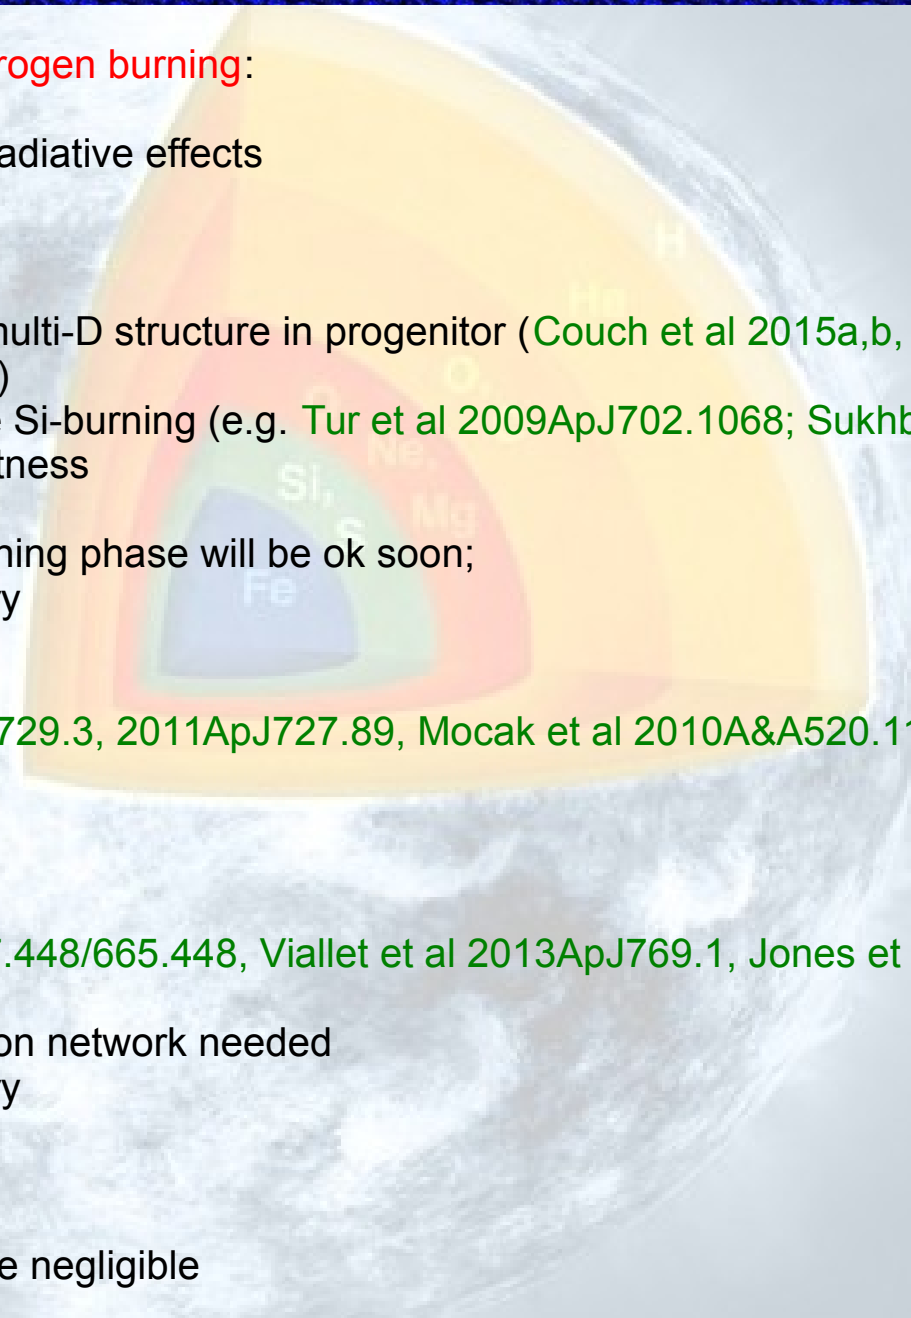 rogen burning:
adiative effects
H
He
nulti-D structure in progenitor (Couch et al 2015a,b,
)
O,
O,
e Si-burning (e.g. Tur et al 2009ApJ702.1068; Sukhb
Ne,
tness
Si,
Mg
S
ning phase will be ok soon;
Fe
ry
729.3, 2011ApJ727.89, Mocak et al 2010A&A520.11
7.448/665.448, Viallet et al 2013ApJ769.1, Jones et
on network needed
ry
e negligible